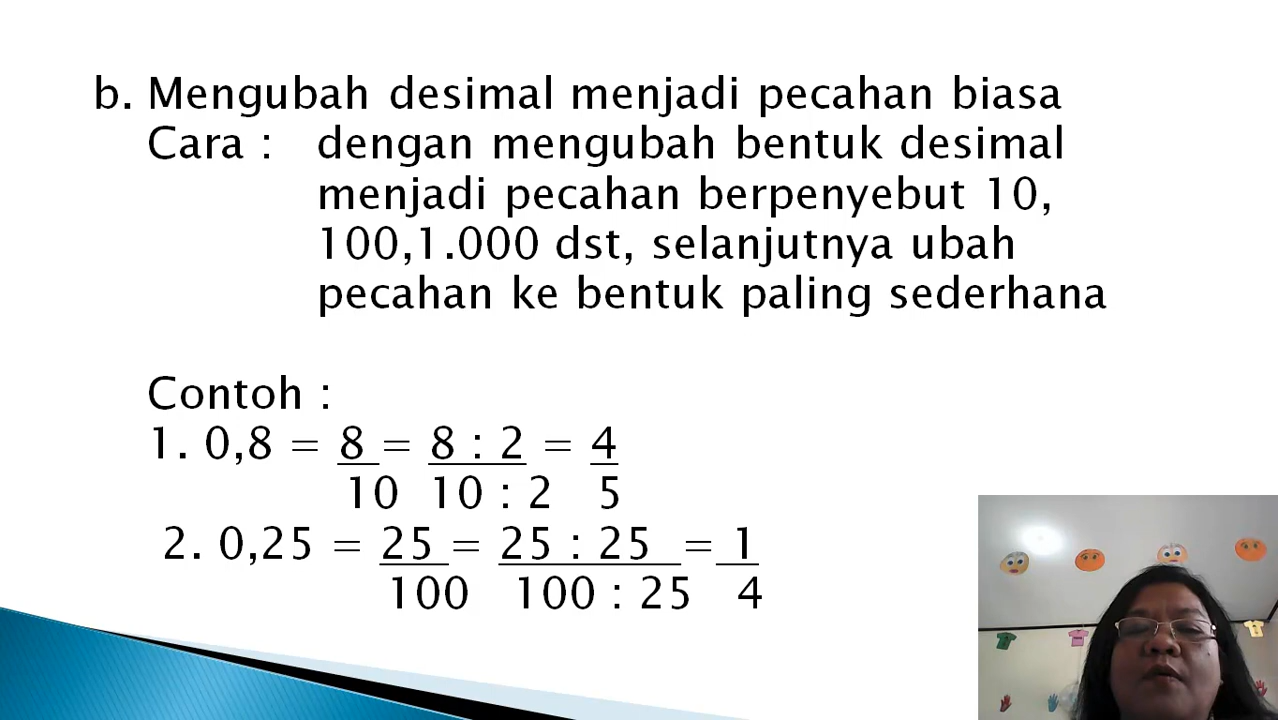 b. Mengubah desimal menjadi pecahan biasa
Cara : dengan mengubah bentuk desimal
menjadi pecahan berpenyebut 10,
100,1.000 dst, selanjutnya ubah
pecahan ke bentuk paling sederhana
Contoh :
1. 0,8 = 8 = 8 : 2 = 4
10 10 : 2 5
2. 0,25 = 25 = 25 : 25 = 1
100 100 : 25 4